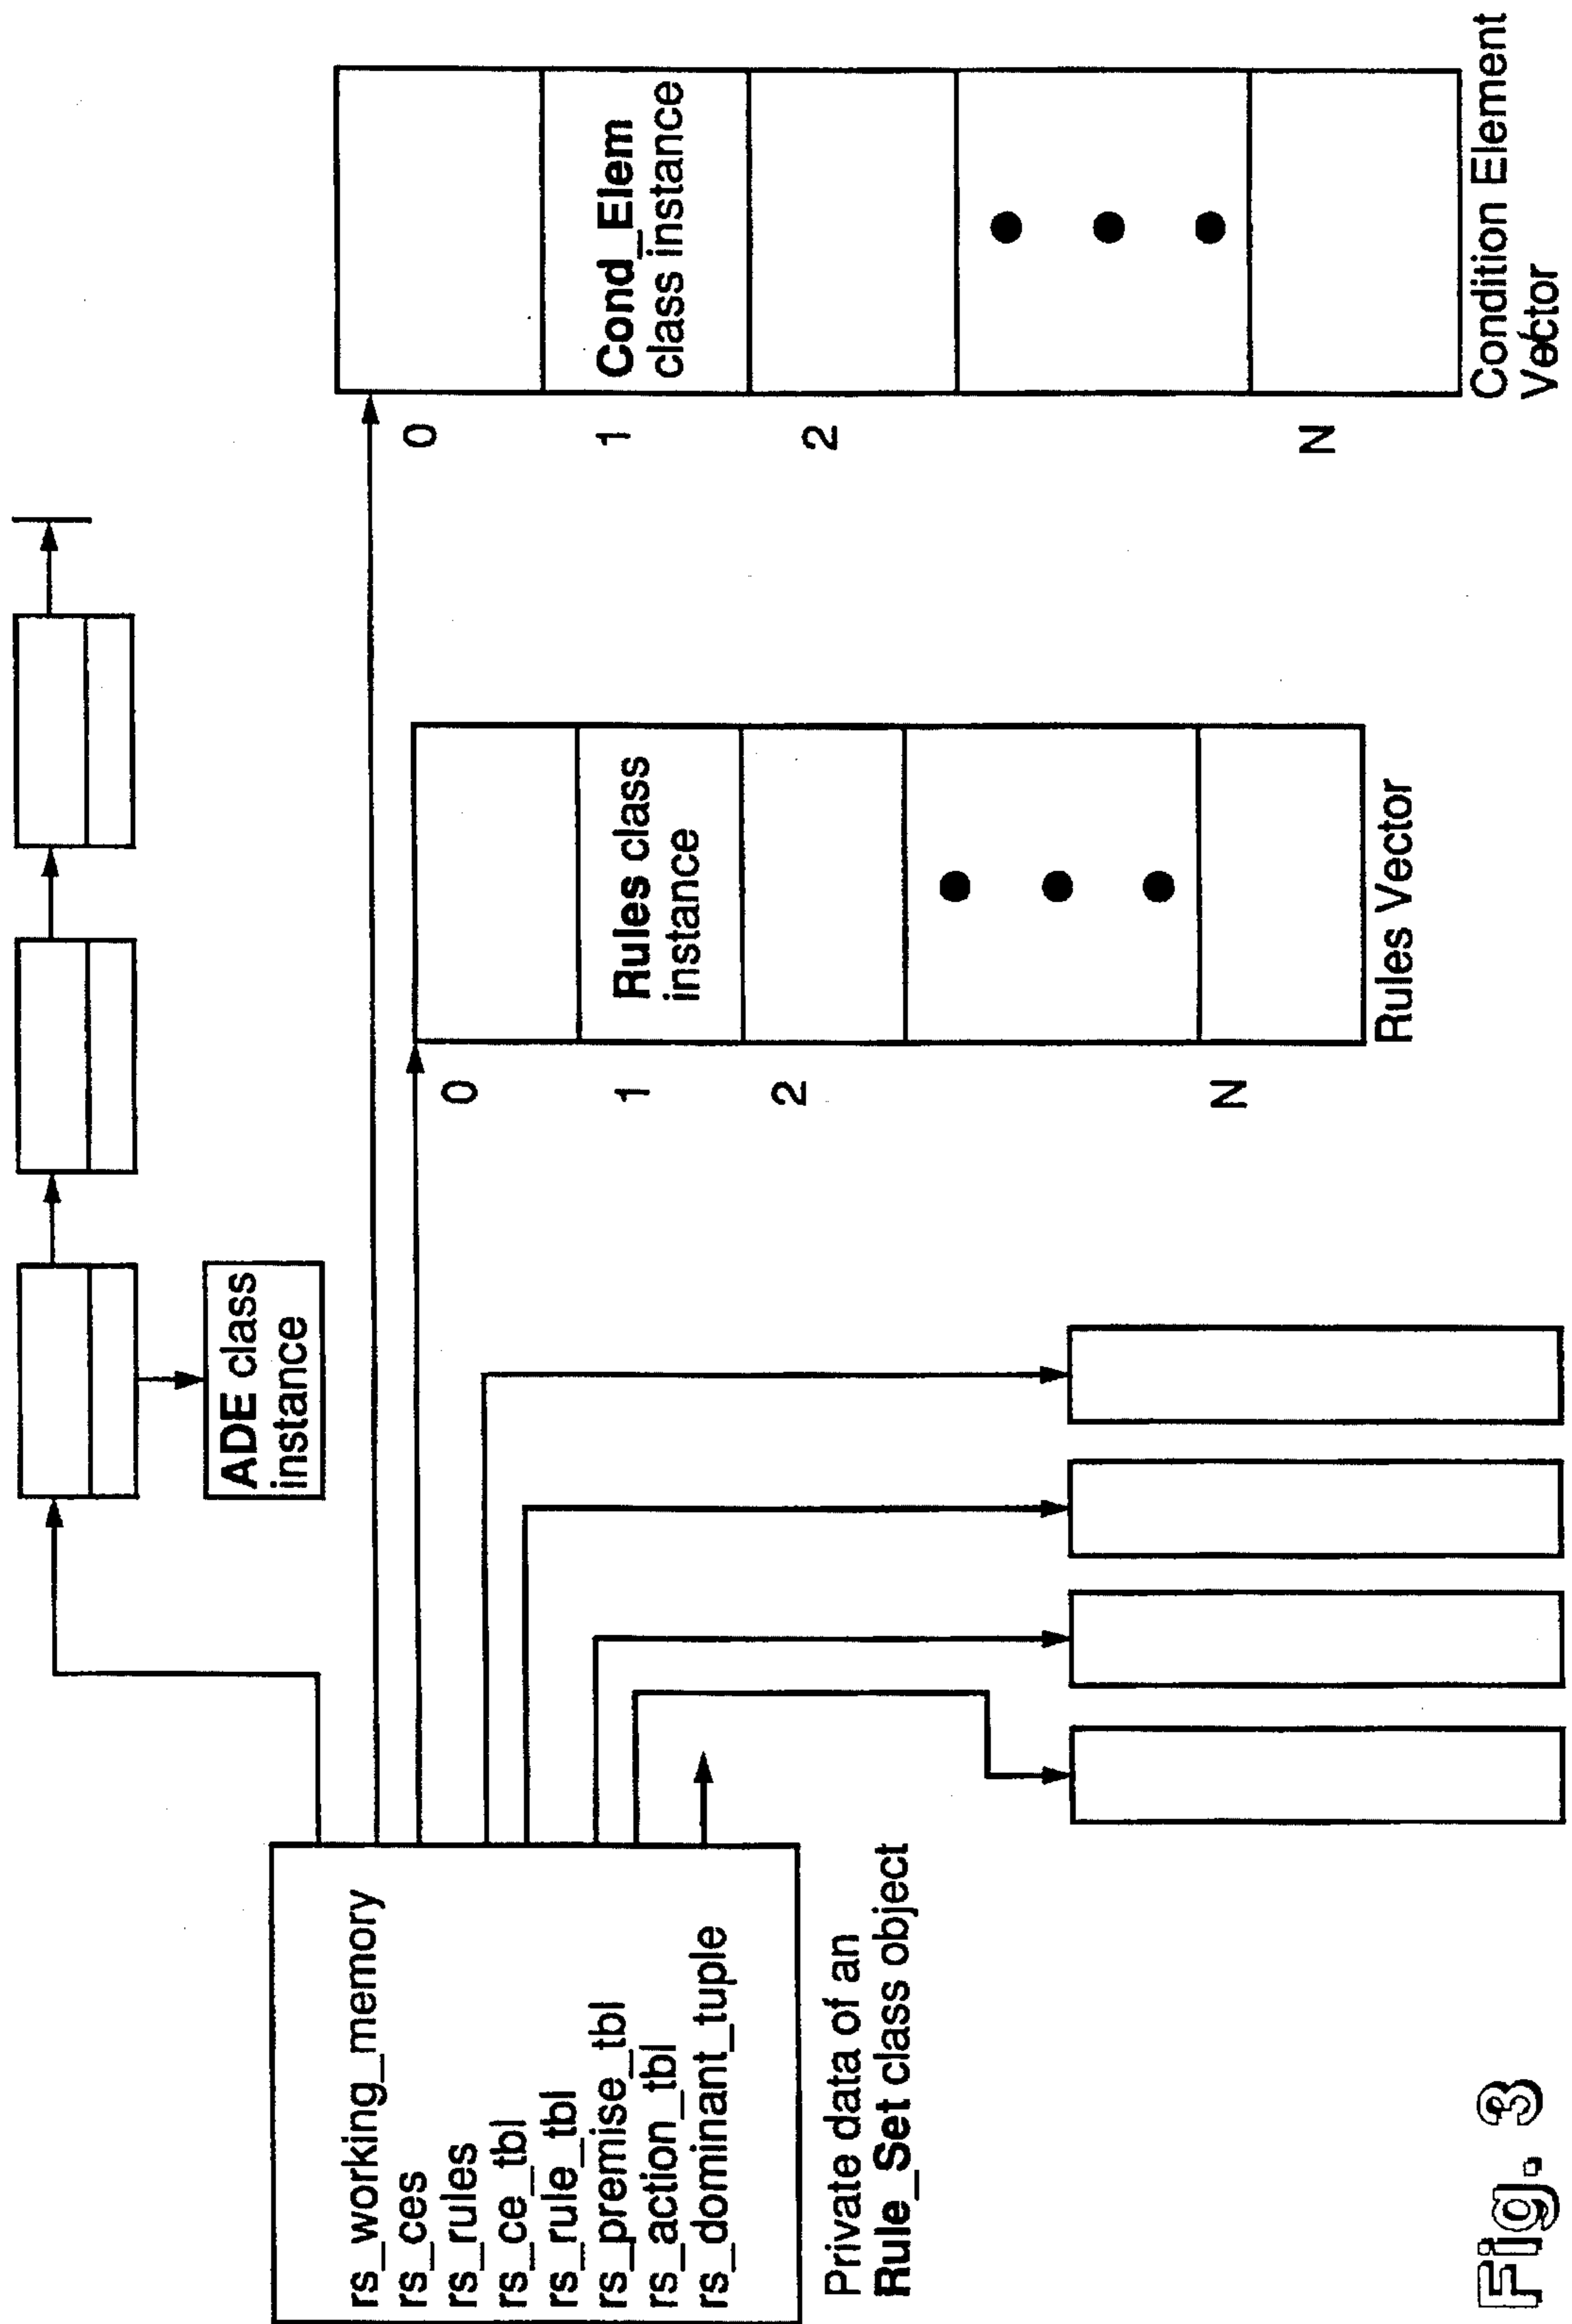 ADE class
instance
rs_working_memory
rs_ces
rs_rules
rs_ce_tbl
rs_rule_tbl
rs_premise_tbl
rs_action_tbl
rs_dominant_tuple
Private data of an
Rule_Set class object
0
1
2
N
Rules class
instance
Rules Vector
0
1
2
N
Cond_Elem
class instance
Condition Element
Vector
Fig. 3